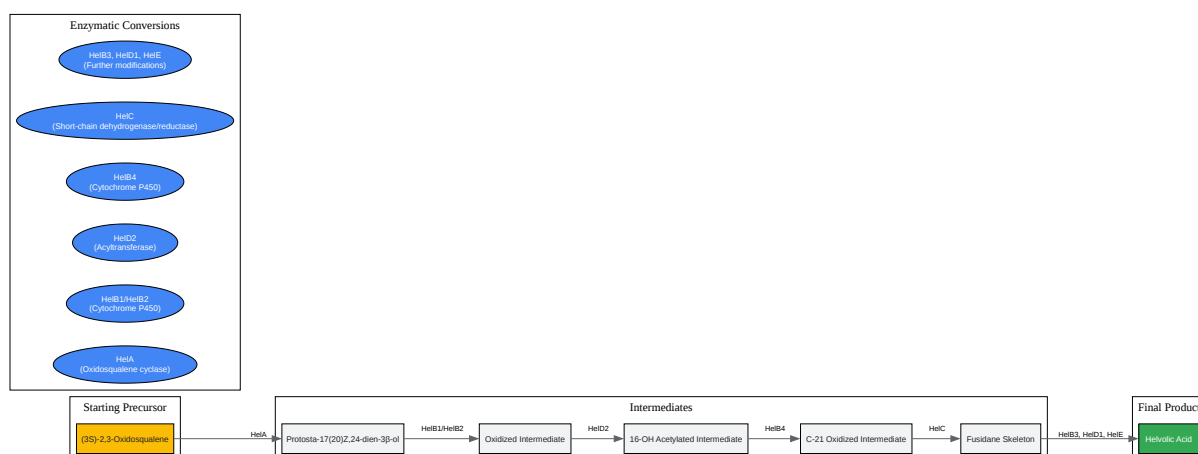 Enzymatic Conversions
HelB3, HelD1, HelE
(Further modifications)
HelC
(Short-chain dehydrogenase/reductase)
HelB4
(Cytochrome P450)
HelD2
(Acyltransferase)
HelB1/HelB2
(Cytochrome P450)
HelA
(Oxidosqualene cyclase)
Starting Precursor
(3S)-2,3-Oxidosqualene
HelA
Intermediates
Protosta-17(20)Z,24-dien-3β-ol
HelB1/HelB2
Oxidized Intermediate
HelD2
16-OH Acetylated Intermediate
HelB4
C-21 Oxidized Intermediate
HelC
Fusidane Skeleton
HelB3, HelD1, HelE
Final Product
Helvolic Acid